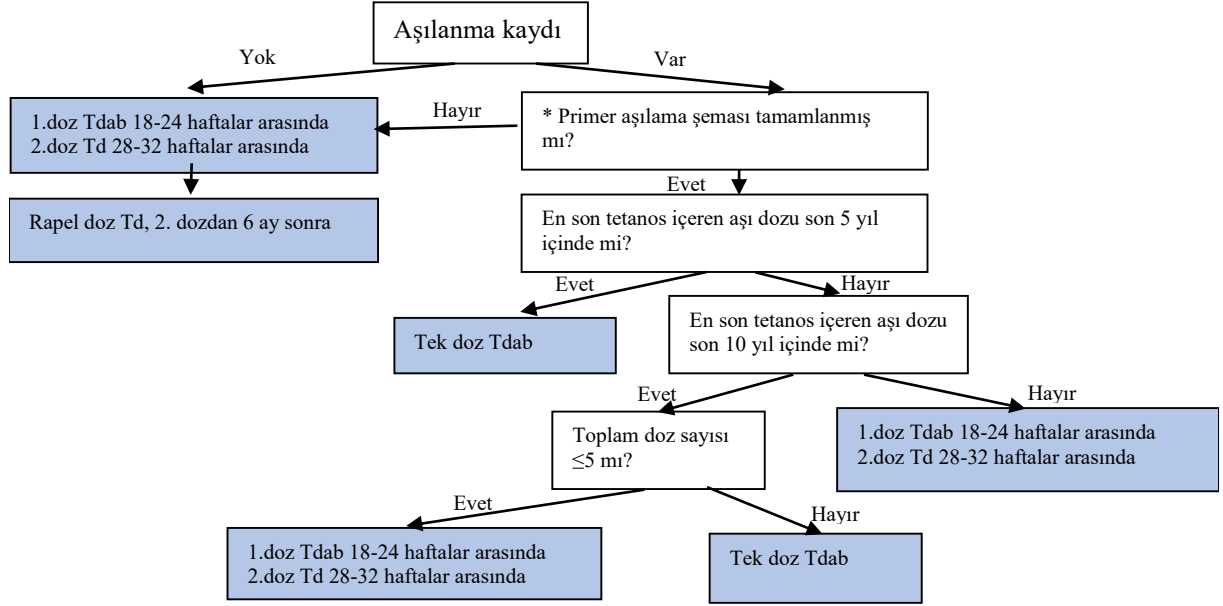 Aşılanma kaydı
Yok
Var
1.doz Tdab 18-24 haftalar arasında
2.doz Td 28-32 haftalar arasında
Hayır
* Primer aşılama şeması tamamlanmış
mı?
Evet
Rapel doz Td, 2. dozdan 6 ay sonra
En son tetanos içeren aşı dozu son 5 yıl
içinde mi?
Evet
Hayır
Tek doz Tdab
En son tetanos içeren aşı dozu
son 10 yıl içinde mi?
Evet
Hayır
Toplam doz sayısı
≤5 mı?
1.doz Tdab 18-24 haftalar arasında
2.doz Td 28-32 haftalar arasında
Evet
Hayır
1.doz Tdab 18-24 haftalar arasında
2.doz Td 28-32 haftalar arasında
Tek doz Tdab